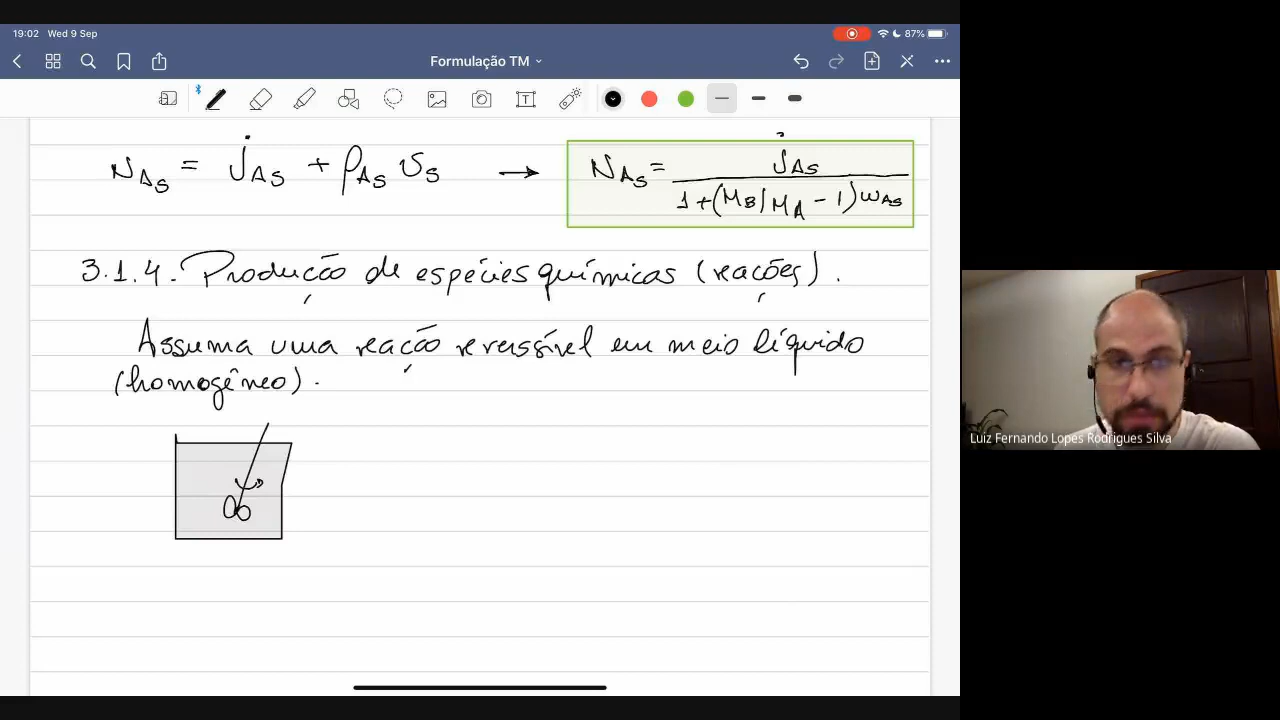 19:02 Wed 9 Sep
87%
Formulação TM
N_AS = j_AS + ρ_AS v_S → N_AS = j_AS / 1+(M_B/M_A - 1)ω_AS
3.1.4. Produção de espécies químicas (reações).
Assuma uma reação reversível em meio líquido
(homogêneo).
Luiz Fernando Lopes Rodrigues Silva